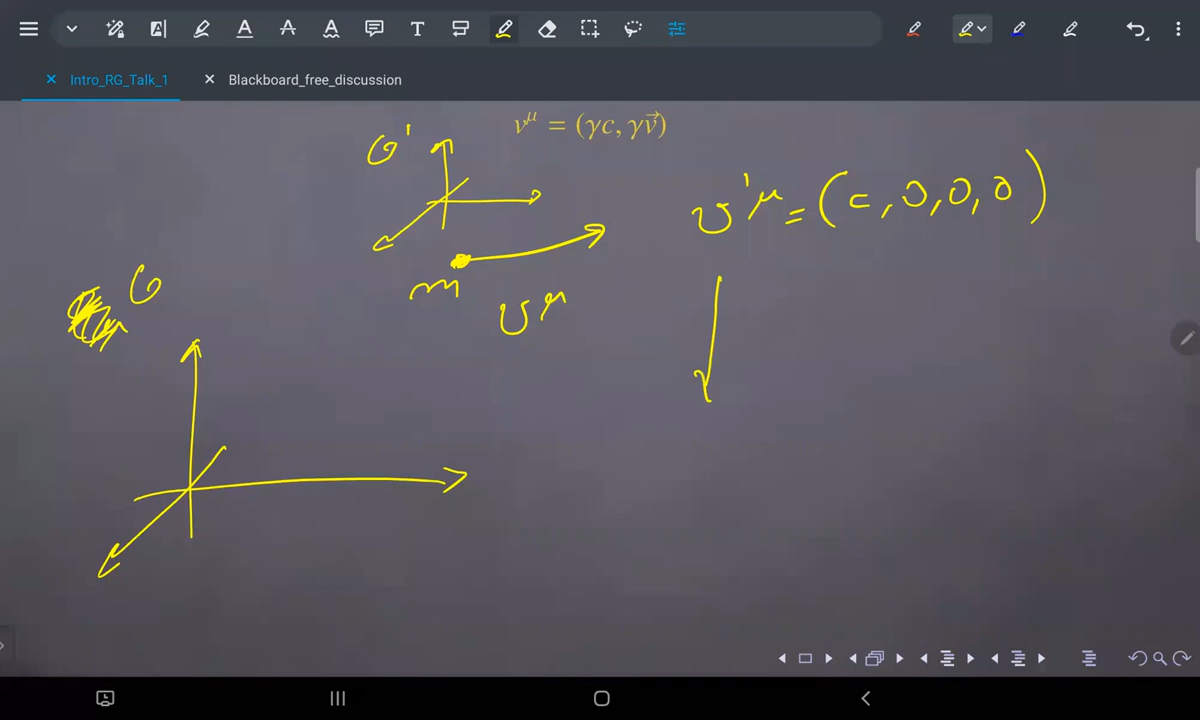 Intro_RG_Talk_1
Blackboard_free_discussion
v^μ = (γc, γv⃗)
O'
v'^μ = (c, 0, 0, 0)
O
m
v^μ